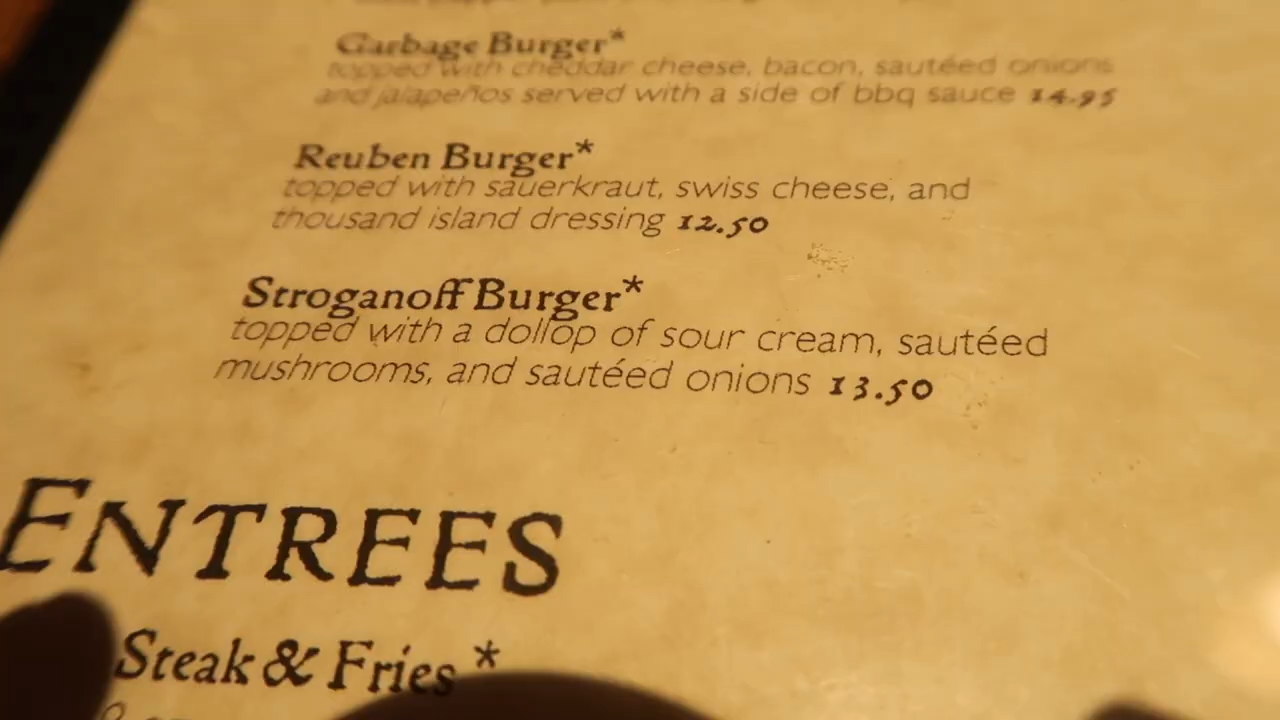 Garbage Burger*
topped with cheddar cheese, bacon, sautéed onions
and jalapeños served with a side of bbq sauce 14.95
Reuben Burger*
topped with sauerkraut, swiss cheese, and
thousand island dressing 12.50
Stroganoff Burger*
topped with a dollop of sour cream, sautéed
mushrooms, and sautéed onions 13.50
ENTREES
Steak & Fries *